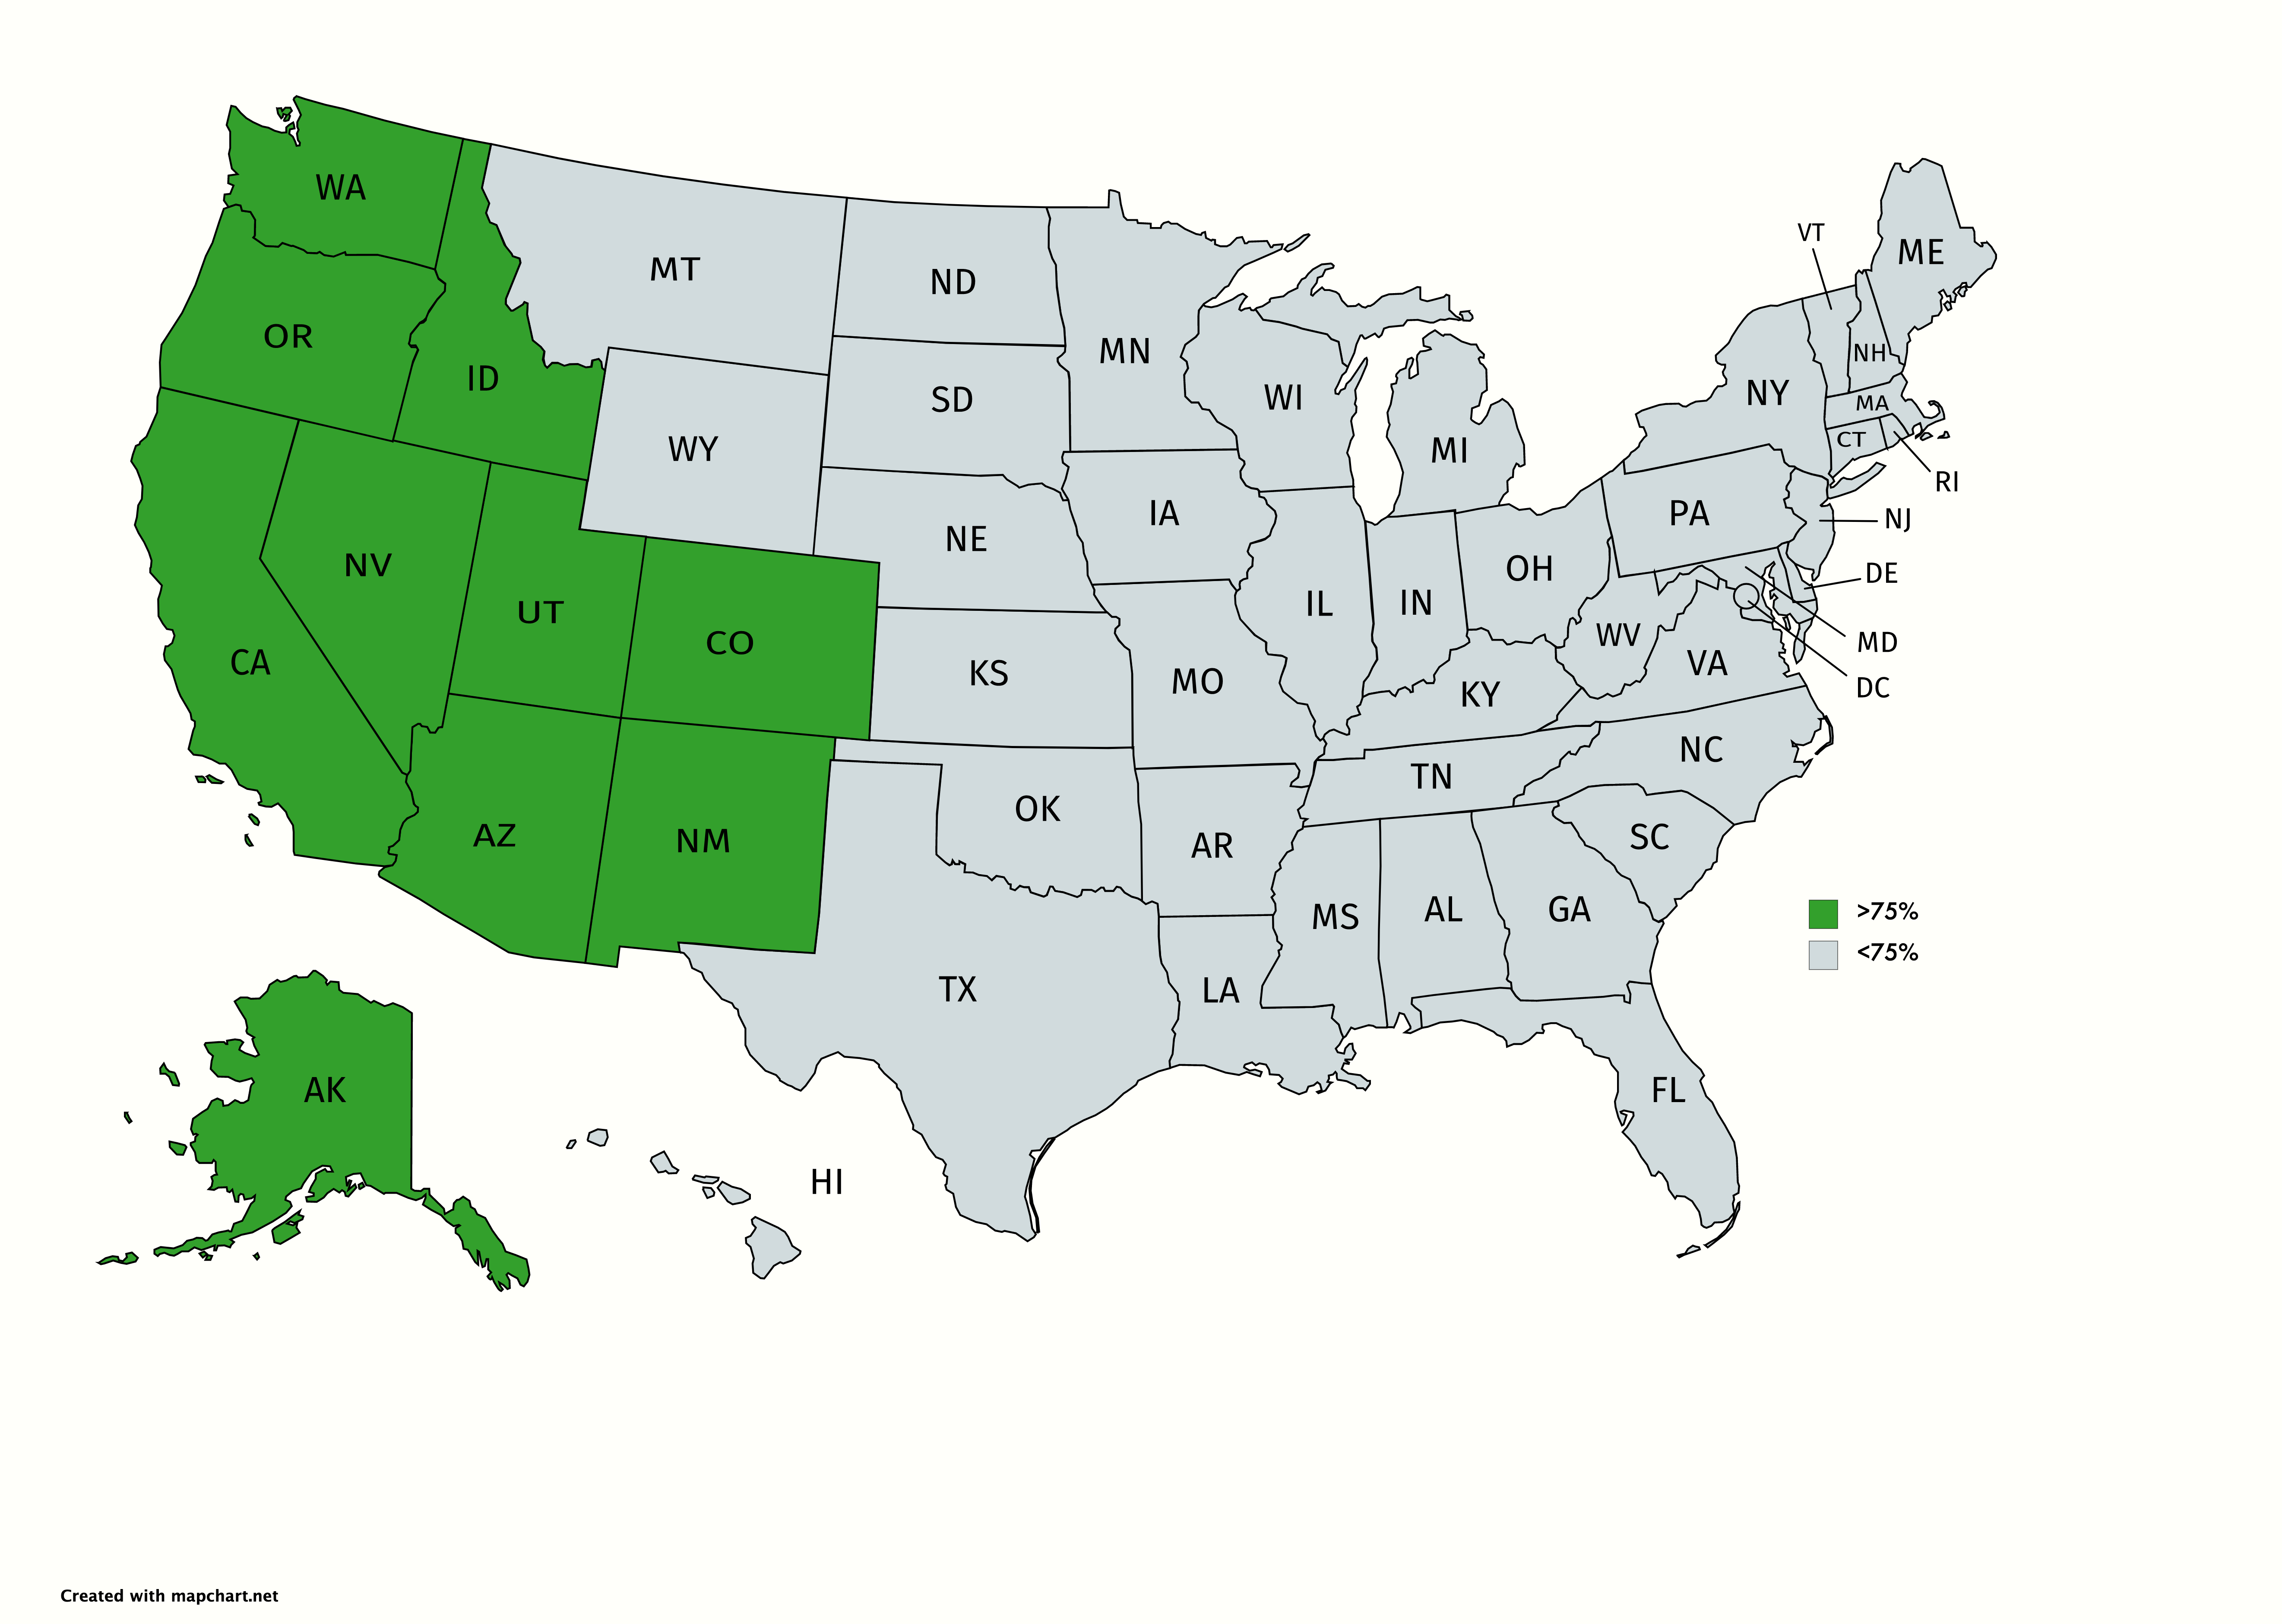 WA
MT
ND
MN
VT
ME
OR
ID
SD
WI
NH
NY
MA
WY
MI
CT
RI
NE
IA
PA
NJ
NV
UT
OH
DE
IL
IN
CO
WV
MD
CA
KS
MO
VA
KY
DC
NC
TN
AZ
NM
OK
AR
SC
MS
AL
GA
>75%
<75%
TX
LA
AK
FL
HI
Created with mapchart.net